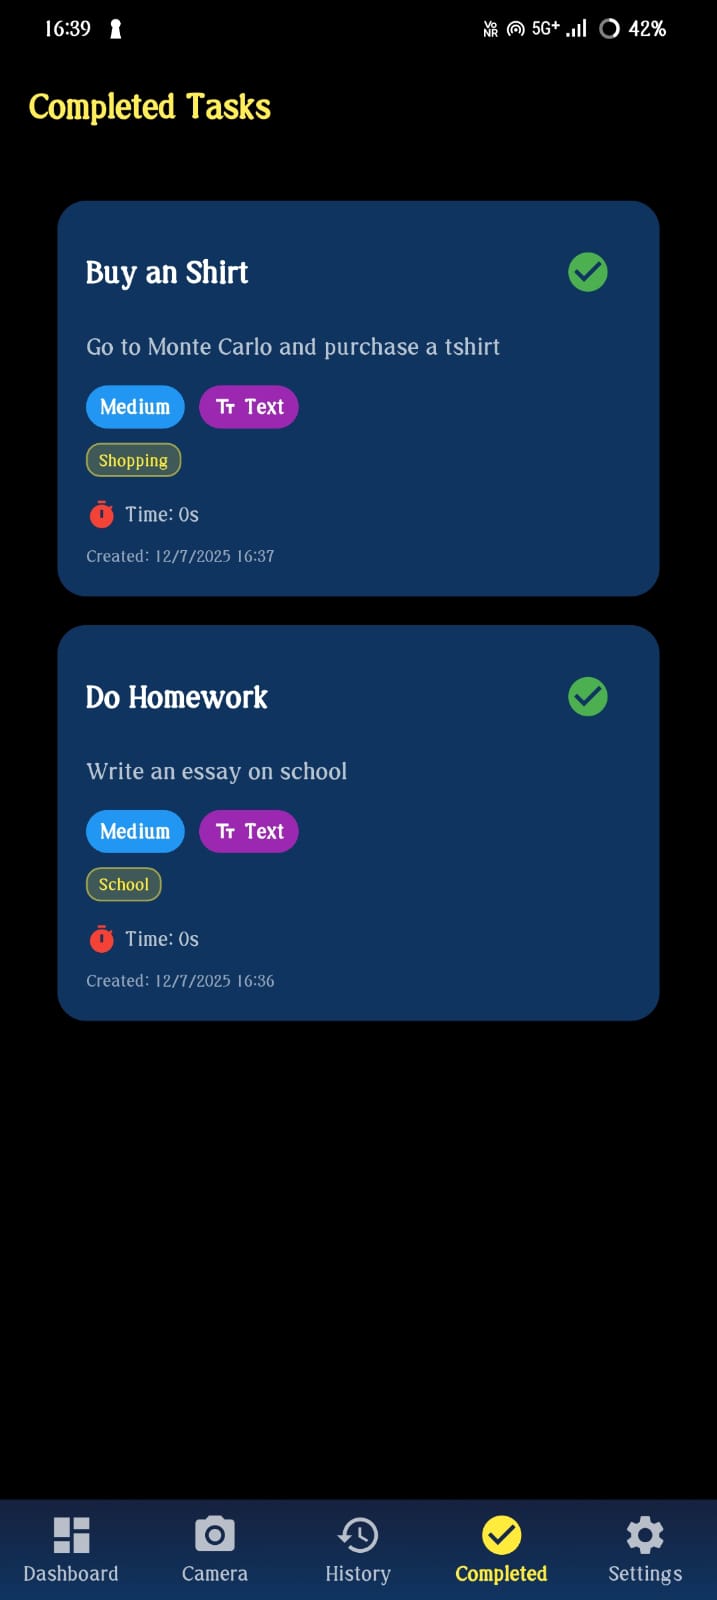 16:39 Vo NR 5G+ 42%
Completed Tasks
Buy an Shirt
Go to Monte Carlo and purchase a tshirt
Medium Tт Text
Shopping
Time: 0s
Created: 12/7/2025 16:37
Do Homework
Write an essay on school
Medium Tт Text
School
Time: 0s
Created: 12/7/2025 16:36
Dashboard Camera History Completed Settings